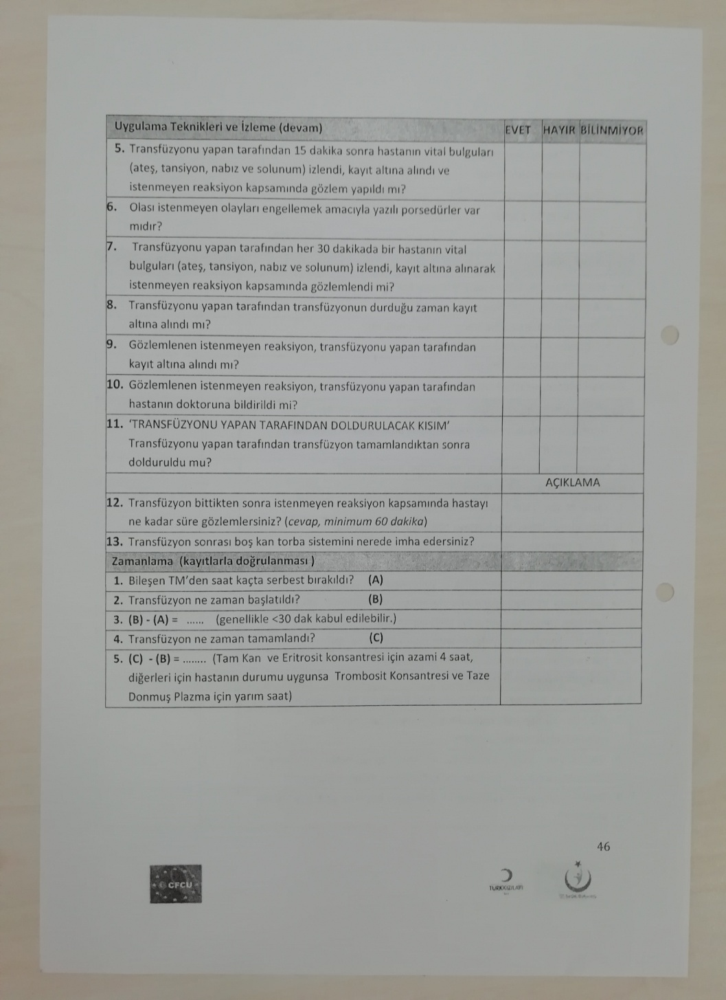 Uygulama Teknikleri ve İzleme (devam) EVET HAYIR BİLİNMİYOR
5. Transfüzyonu yapan tarafından 15 dakika sonra hastanın vital bulguları
(ateş, tansiyon, nabız ve solunum) izlendi, kayıt altına alındı ve
istenmeyen reaksiyon kapsamında gözlem yapıldı mı?
6. Olası istenmeyen olayları engellemek amacıyla yazılı porsedürler var
mıdır?
7. Transfüzyonu yapan tarafından her 30 dakikada bir hastanın vital
bulguları (ateş, tansiyon, nabız ve solunum) izlendi, kayıt altına alınarak
istenmeyen reaksiyon kapsamında gözlemlendi mi?
8. Transfüzyonu yapan tarafından transfüzyonun durduğu zaman kayıt
altına alındı mı?
9. Gözlemlenen istenmeyen reaksiyon, transfüzyonu yapan tarafından
kayıt altına alındı mı?
10. Gözlemlenen istenmeyen reaksiyon, transfüzyonu yapan tarafından
hastanın doktoruna bildirildi mi?
11. ‘TRANSFÜZYONU YAPAN TARAFINDAN DOLDURULACAK KISIM’
Transfüzyonu yapan tarafından transfüzyon tamamlandıktan sonra
dolduruldu mu?
AÇIKLAMA
12. Transfüzyon bittikten sonra istenmeyen reaksiyon kapsamında hastayı
ne kadar süre gözlemlersiniz? (cevap, minimum 60 dakika)
13. Transfüzyon sonrası boş kan torba sistemini nerede imha edersiniz?
Zamanlama (kayıtlarla doğrulanması )
1. Bileşen TM’den saat kaçta serbest bırakıldı? (A)
2. Transfüzyon ne zaman başlatıldı? (B)
3. (B) - (A) = ...... (genellikle <30 dak kabul edilebilir.)
4. Transfüzyon ne zaman tamamlandı? (C)
5. (C) - (B) = ........ (Tam Kan ve Eritrosit konsantresi için azami 4 saat,
diğerleri için hastanın durumu uygunsa Trombosit Konsantresi ve Taze
Donmuş Plazma için yarım saat)
46
CFCU
TÜRKKIZILAYI